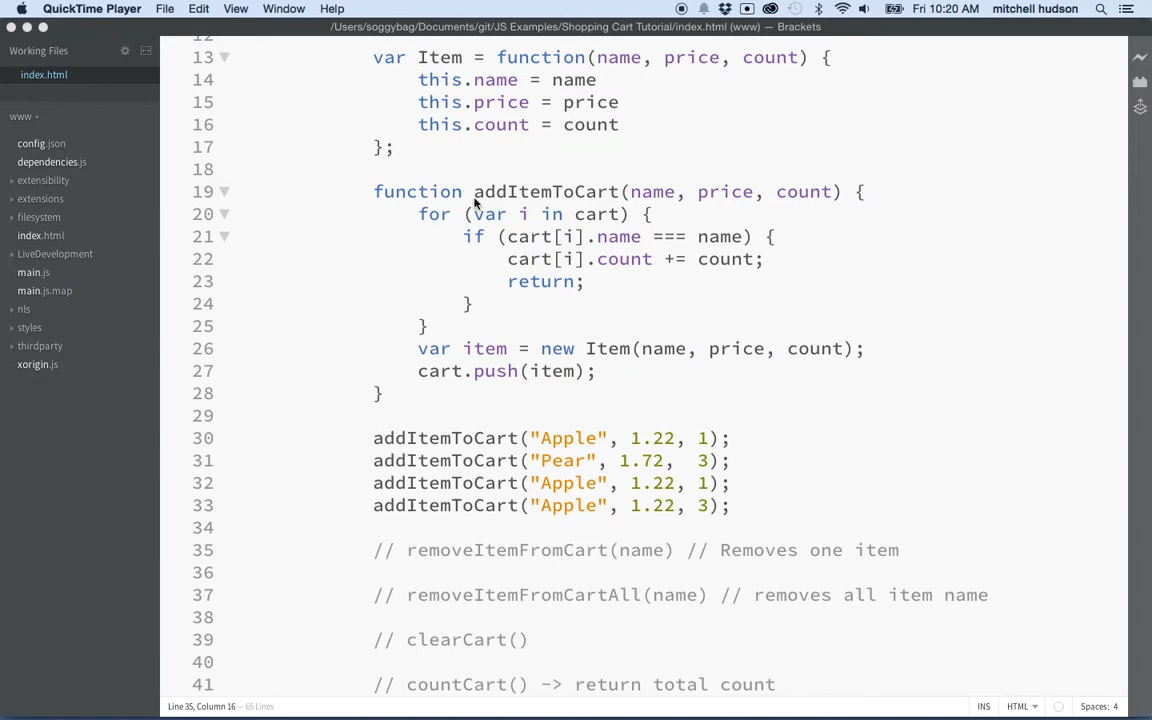 QuickTime Player File Edit View Window Help Fri 10:20 AM mitchell hudson
/Users/soggybag/Documents/git/JS Examples/Shopping Cart Tutorial/index.html (www) — Brackets
Working Files
index.html
www
config.json
dependencies.js
extensibility
extensions
filesystem
index.html
LiveDevelopment
main.js
main.js.map
nls
styles
thirdparty
xorigin.js
12
13 var Item = function(name, price, count) {
14 this.name = name
15 this.price = price
16 this.count = count
17 };
18
19 function addItemToCart(name, price, count) {
20 for (var i in cart) {
21 if (cart[i].name === name) {
22 cart[i].count += count;
23 return;
24 }
25 }
26 var item = new Item(name, price, count);
27 cart.push(item);
28 }
29
30 addItemToCart("Apple", 1.22, 1);
31 addItemToCart("Pear", 1.72,  3);
32 addItemToCart("Apple", 1.22, 1);
33 addItemToCart("Apple", 1.22, 3);
34
35 // removeItemFromCart(name) // Removes one item
36
37 // removeItemFromCartAll(name) // removes all item name
38
39 // clearCart()
40
41 // countCart() -> return total count
Line 35, Column 16 — 65 Lines INS HTML Spaces: 4